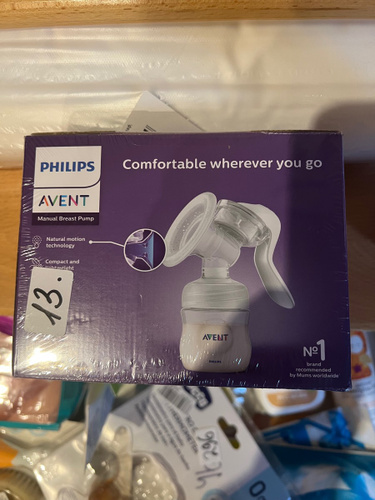 PHILIPS
Comfortable wherever you go
AVENT
Manual Breast Pump
Natural motion
technology
Compact and
13.
AVENT
PHILIPS
Nº1
brand
recommended
by Mums worldwide